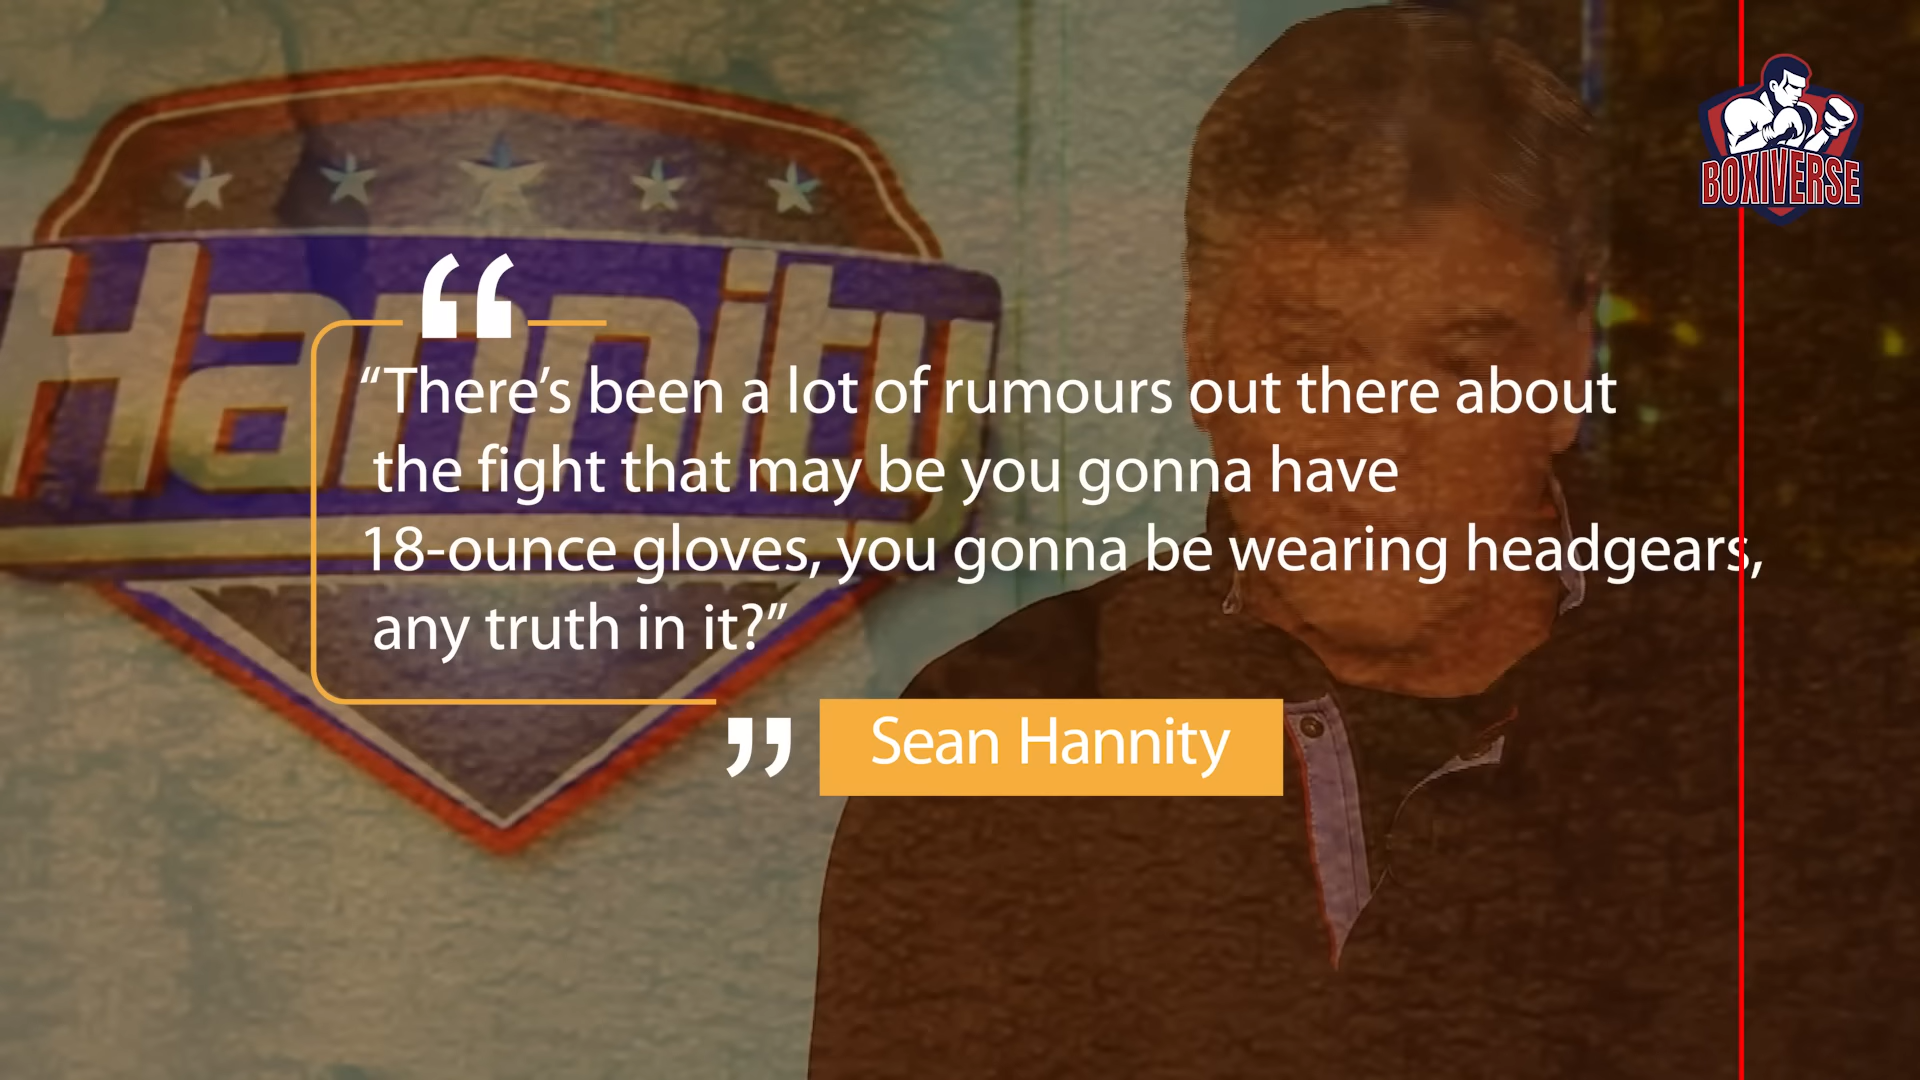 BOXIVERSE
Hannity
“There’s been a lot of rumours out there about
the fight that may be you gonna have
18-ounce gloves, you gonna be wearing headgears,
any truth in it?”
Sean Hannity